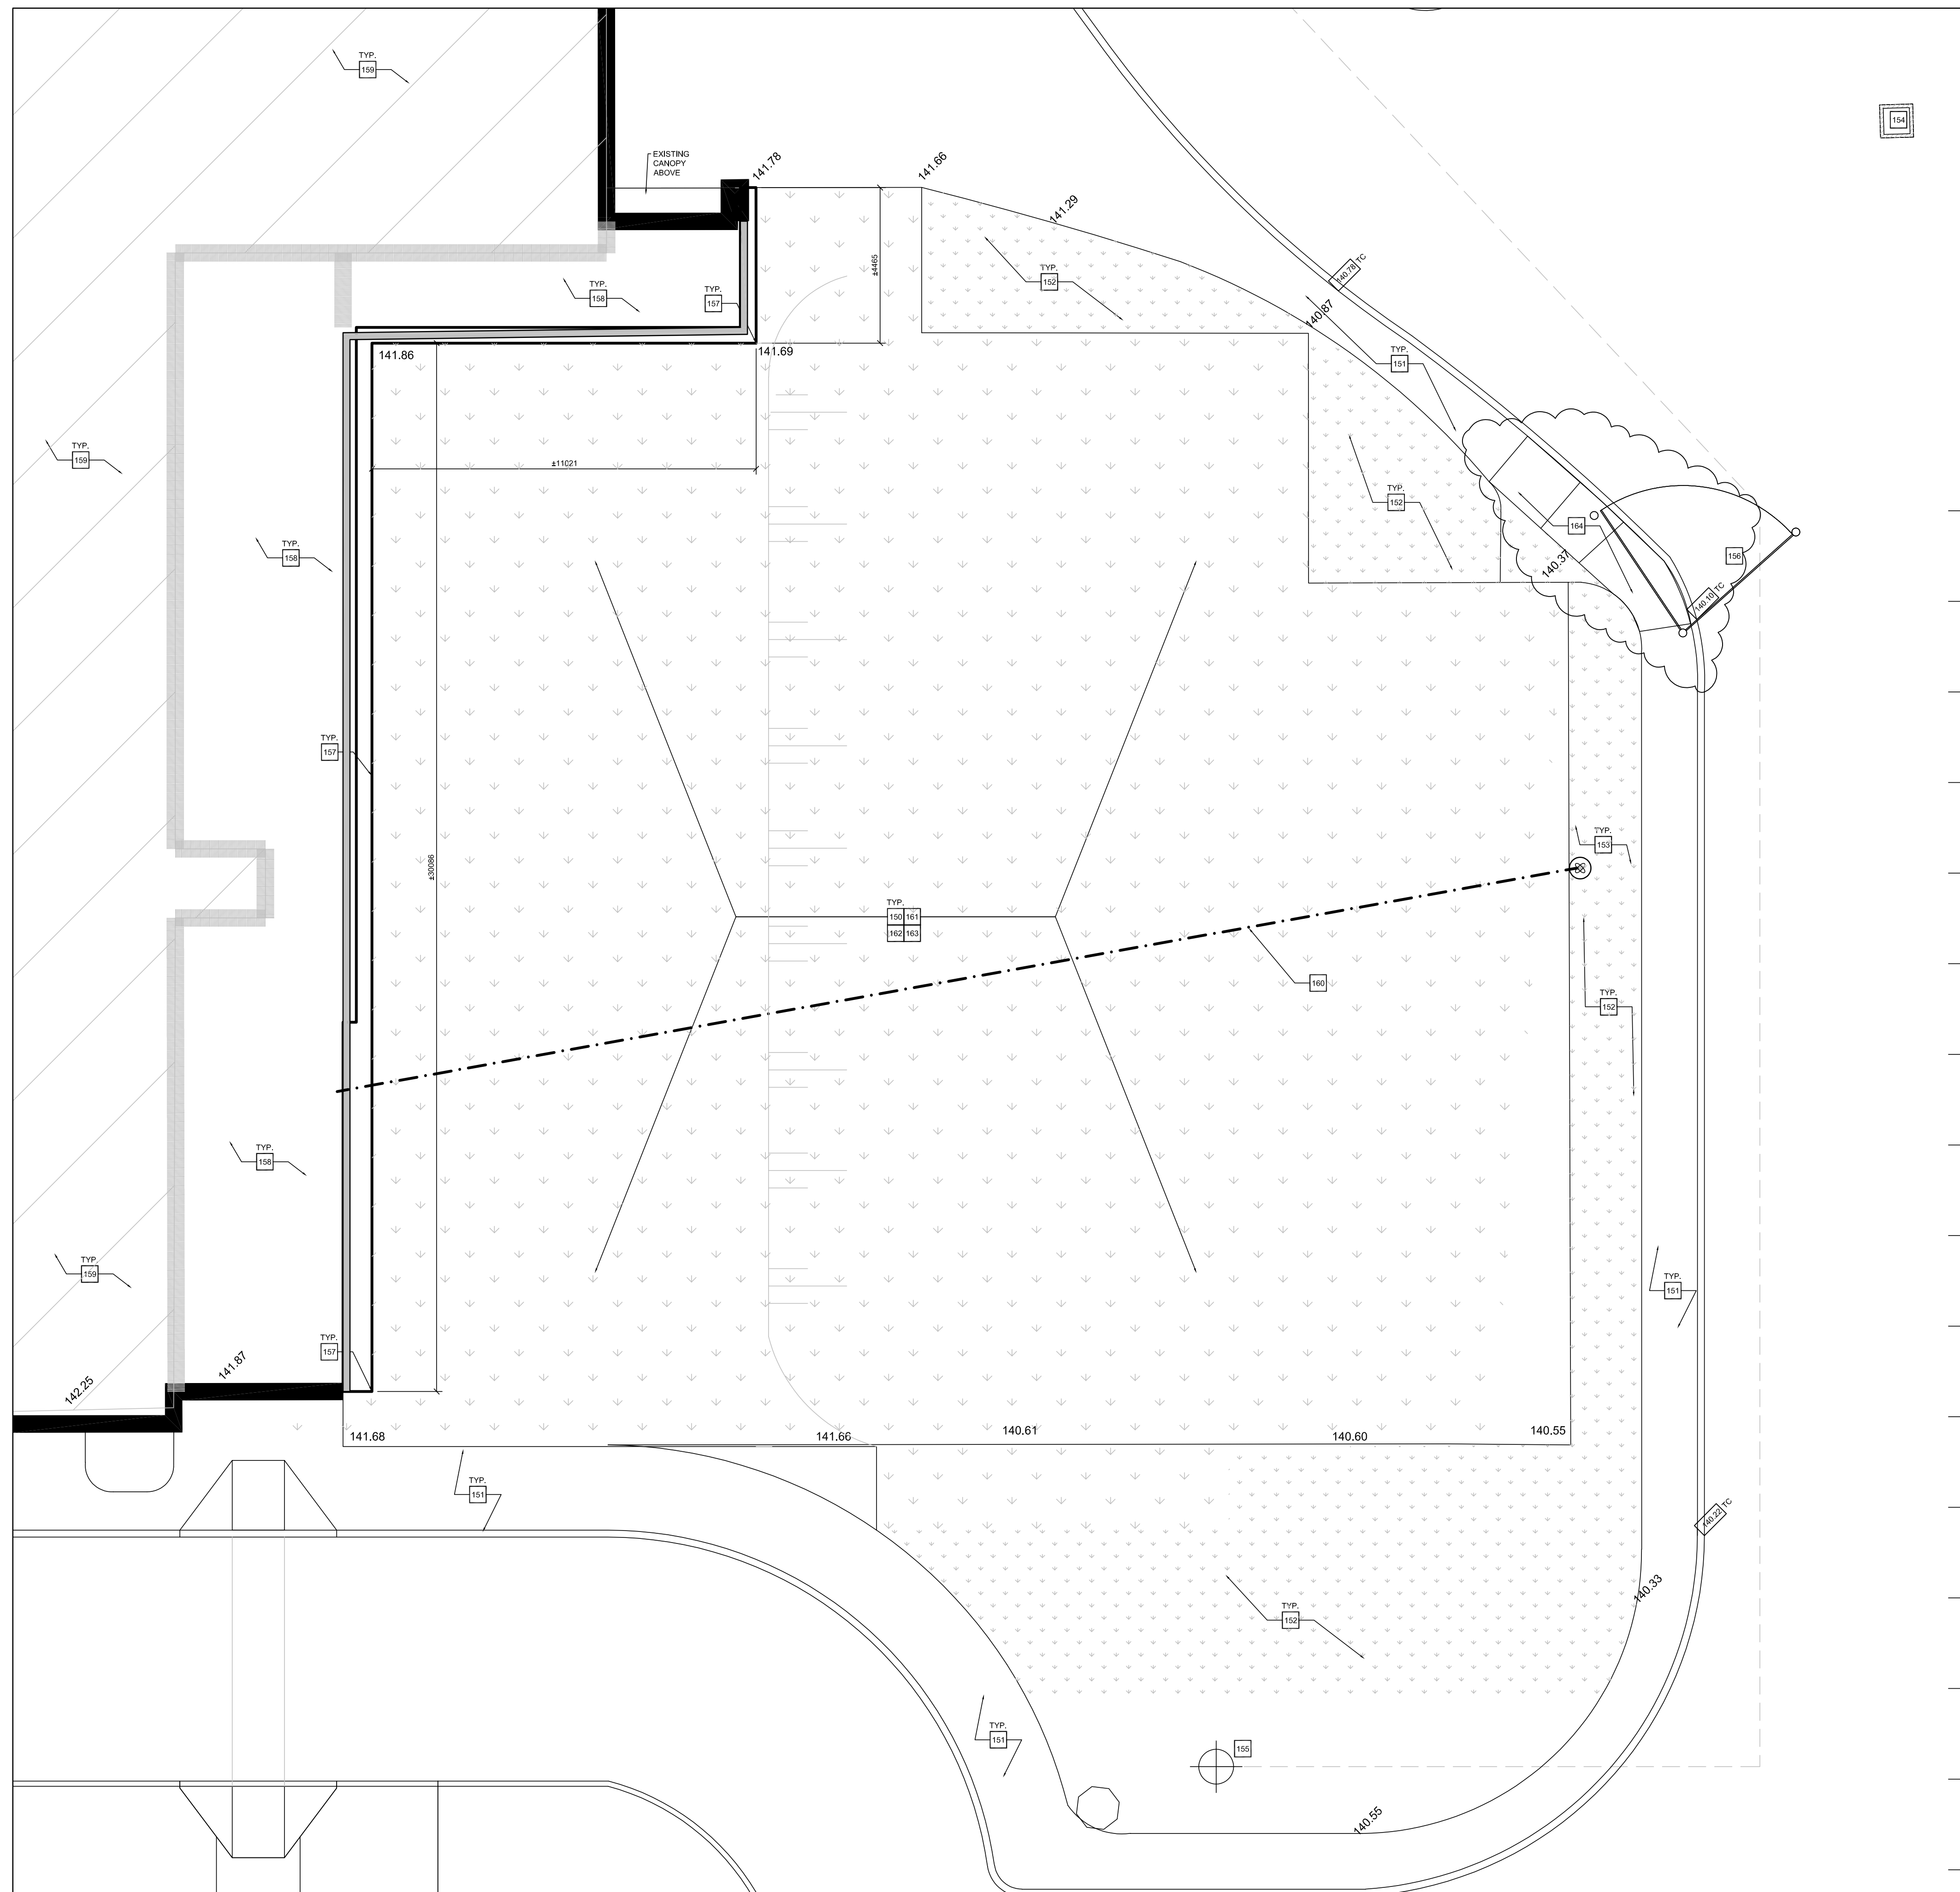 TYP.
159
154
EXISTING
CANOPY
ABOVE
141.78
141.66
141.29
140.78 TC
TYP.
152
±4465
TYP.
158
TYP.
157
140.87
141.86
141.69
TYP.
151
TYP.
159
±11021
TYP.
152
164
156
140.37
TYP.
158
140.10 TC
TYP.
157
±30086
TYP.
153
TYP.
150 161
162 163
160
TYP.
152
TYP.
158
TYP.
159
TYP.
151
TYP.
157
141.87
142.25
141.68
141.66
140.61
140.60
140.55
TYP.
151
140.22 TC
140.33
TYP.
152
TYP.
151
155
140.55